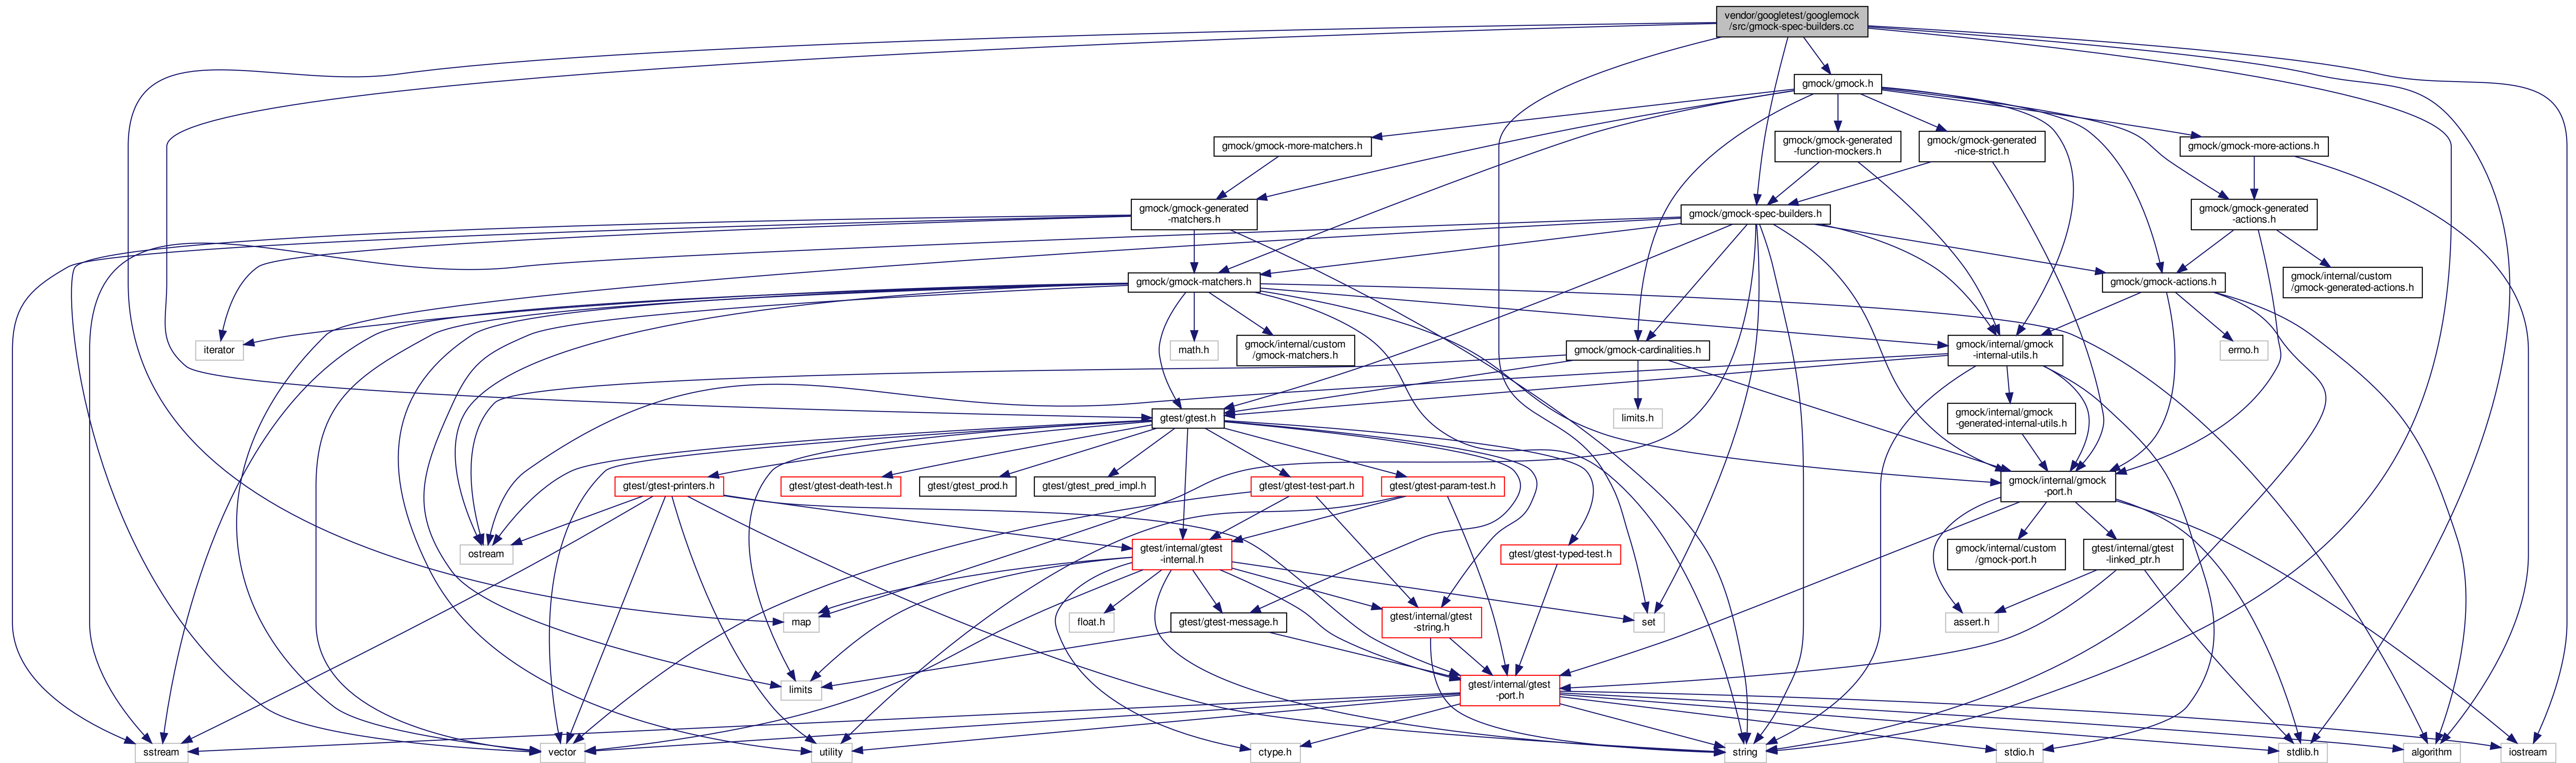 vendor/googletest/googlemock
/src/gmock-spec-builders.cc
gmock/gmock.h
gmock/gmock-more-matchers.h
gmock/gmock-generated
-function-mockers.h
gmock/gmock-generated
-nice-strict.h
gmock/gmock-more-actions.h
gmock/gmock-generated
-matchers.h
gmock/gmock-spec-builders.h
gmock/gmock-generated
-actions.h
gmock/gmock-matchers.h
gmock/gmock-actions.h
gmock/internal/custom
/gmock-generated-actions.h
iterator
math.h
gmock/internal/custom
/gmock-matchers.h
gmock/gmock-cardinalities.h
gmock/internal/gmock
-internal-utils.h
errno.h
gtest/gtest.h
limits.h
gmock/internal/gmock
-generated-internal-utils.h
gtest/gtest-printers.h
gtest/gtest-death-test.h
gtest/gtest_prod.h
gtest/gtest_pred_impl.h
gtest/gtest-test-part.h
gtest/gtest-param-test.h
gmock/internal/gmock
-port.h
ostream
gtest/internal/gtest
-internal.h
gtest/gtest-typed-test.h
gmock/internal/custom
/gmock-port.h
gtest/internal/gtest
-linked_ptr.h
map
float.h
gtest/gtest-message.h
gtest/internal/gtest
-string.h
set
assert.h
limits
gtest/internal/gtest
-port.h
sstream
vector
utility
ctype.h
string
stdio.h
stdlib.h
algorithm
iostream